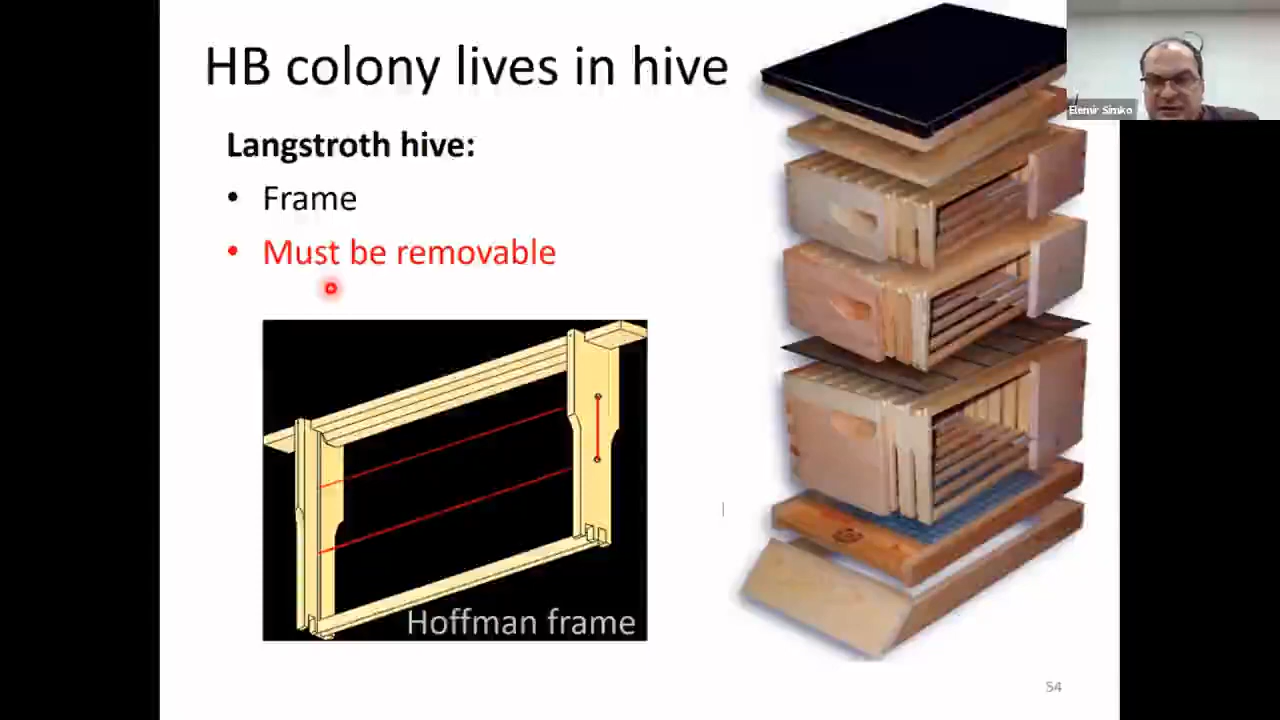 HB colony lives in hive
Elemir Simko
Langstroth hive:
• Frame
• Must be removable
Hoffman frame
54